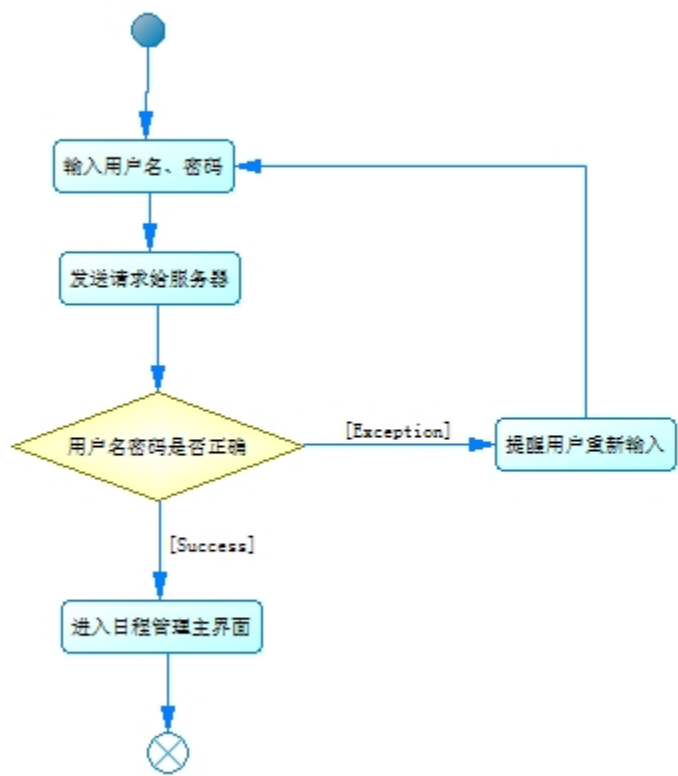 输入用户名、密码
发送请求给服务器
用户名密码是否正确
[Exception]
提醒用户重新输入
[Success]
进入日程管理主界面